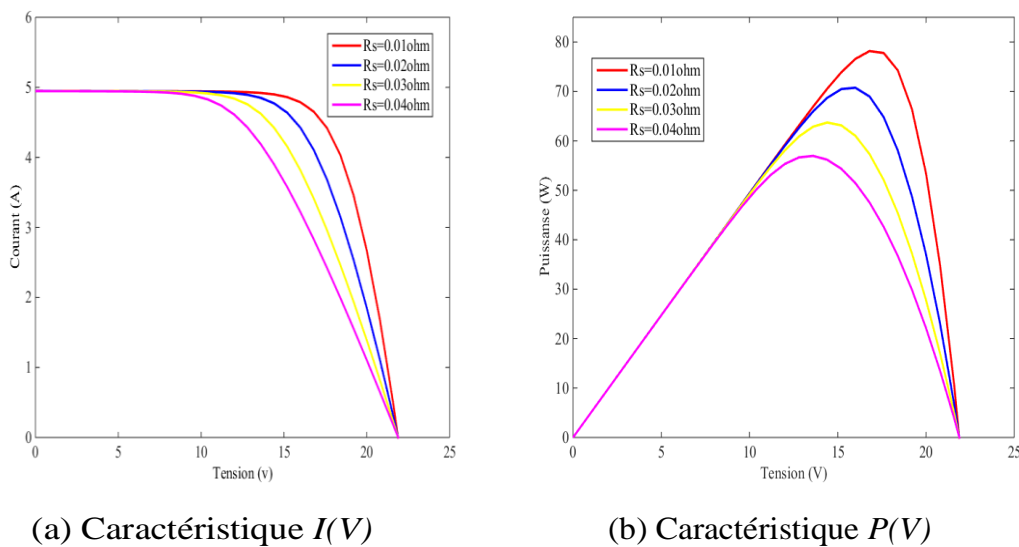 6
5
4
3
2
1
0
Courant (A)
Rs=0.01ohm
Rs=0.02ohm
Rs=0.03ohm
Rs=0.04ohm
0
5
10
15
20
25
Tension (v)
80
70
60
50
40
30
20
10
0
Puissanse (W)
Rs=0.01ohm
Rs=0.02ohm
Rs=0.03ohm
Rs=0.04ohm
0
5
10
15
20
25
Tension (V)
(a) Caractéristique I(V)
(b) Caractéristique P(V)